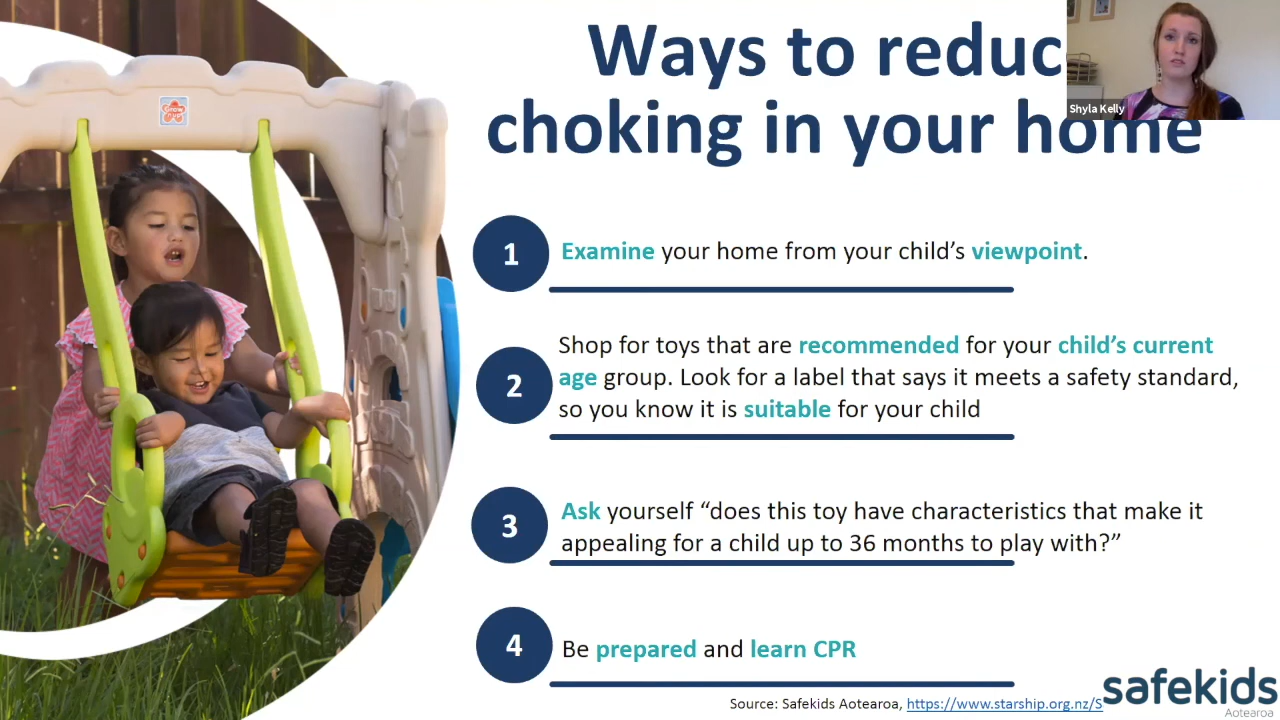 Ways to reduc
choking in your home
Shyla Kelly
1
Examine your home from your child’s viewpoint.
2
Shop for toys that are recommended for your child’s current
age group. Look for a label that says it meets a safety standard,
so you know it is suitable for your child
3
Ask yourself “does this toy have characteristics that make it
appealing for a child up to 36 months to play with?”
4
Be prepared and learn CPR
Source: Safekids Aotearoa, https://www.starship.org.nz/S
safekids
Aotearoa